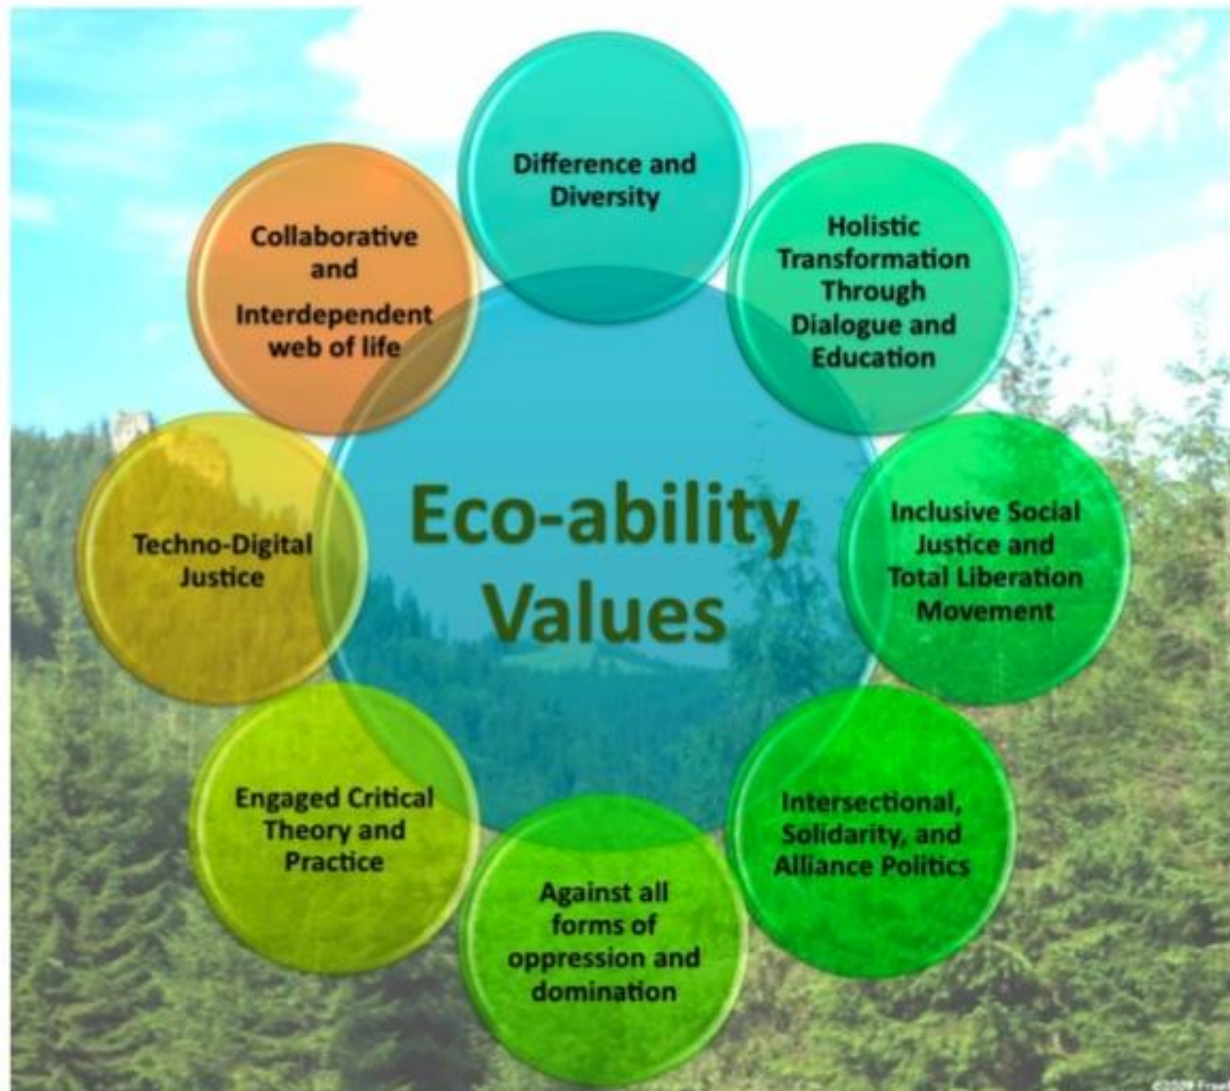 Difference and
Diversity
Holistic
Transformation
Through
Dialogue and
Education
Inclusive Social
Justice and
Total Liberation
Movement
Intersectional,
Solidarity, and
Alliance Politics
Against all
forms of
oppression and
domination
Engaged Critical
Theory and
Practice
Techno-Digital
Justice
Collaborative
and
Interdependent
web of life
Eco-ability
Values